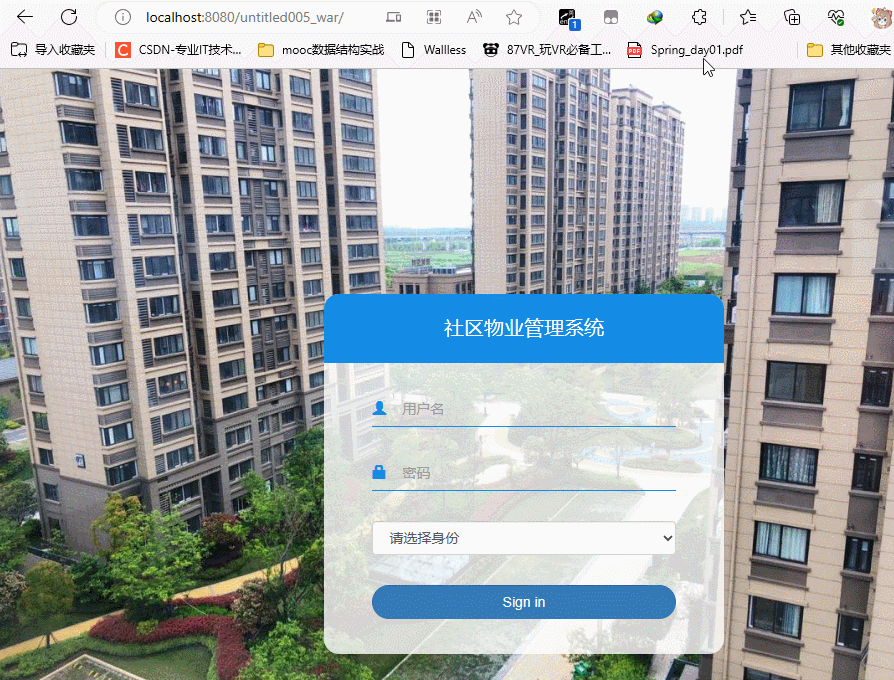 localhost:8080/untitled005_war/
1
导入收藏夹 CSDN-专业IT技术... mooc数据结构实战 Wallless 87VR_玩VR必备工... PDF Spring_day01.pdf 其他收藏夹
社区物业管理系统
用户名
密码
请选择身份
Sign in